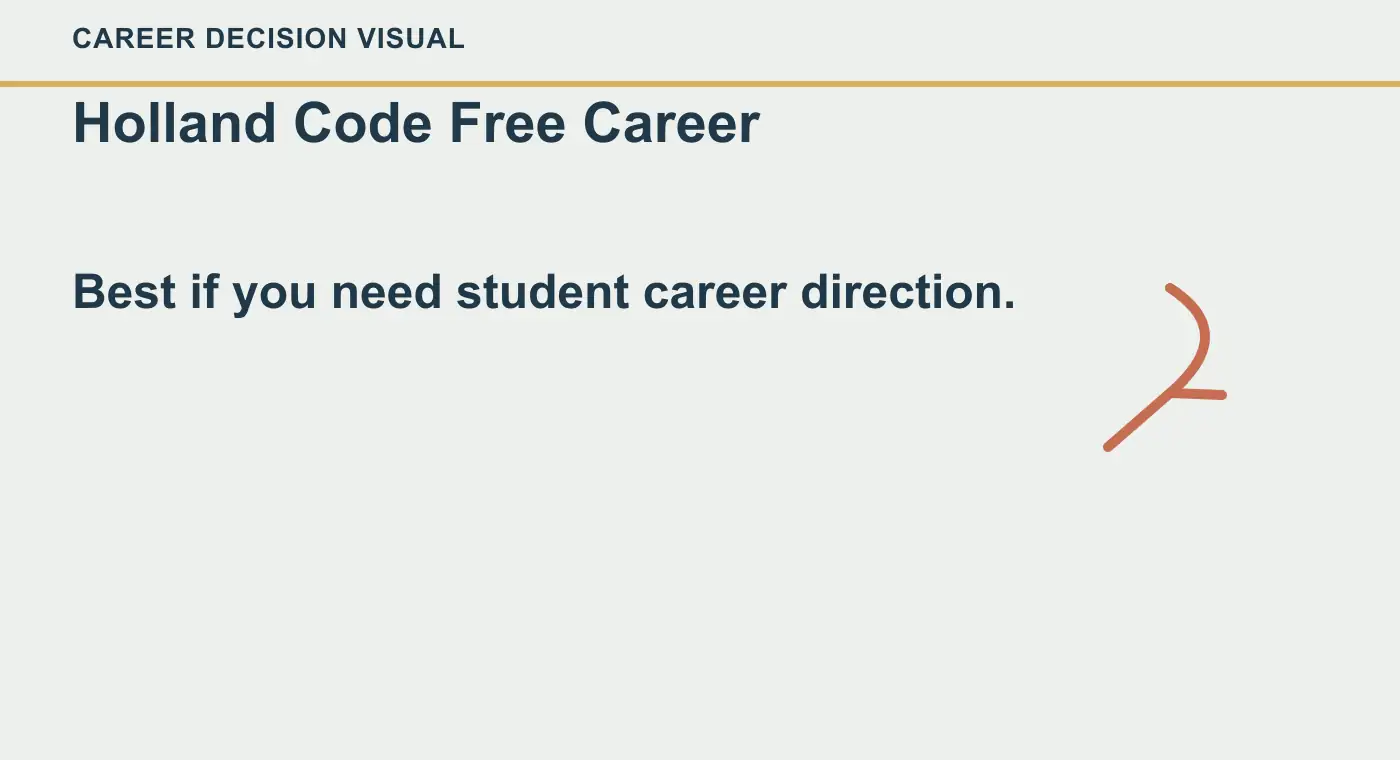 CAREER DECISION VISUAL
Holland Code Free Career
Best if you need student career direction.